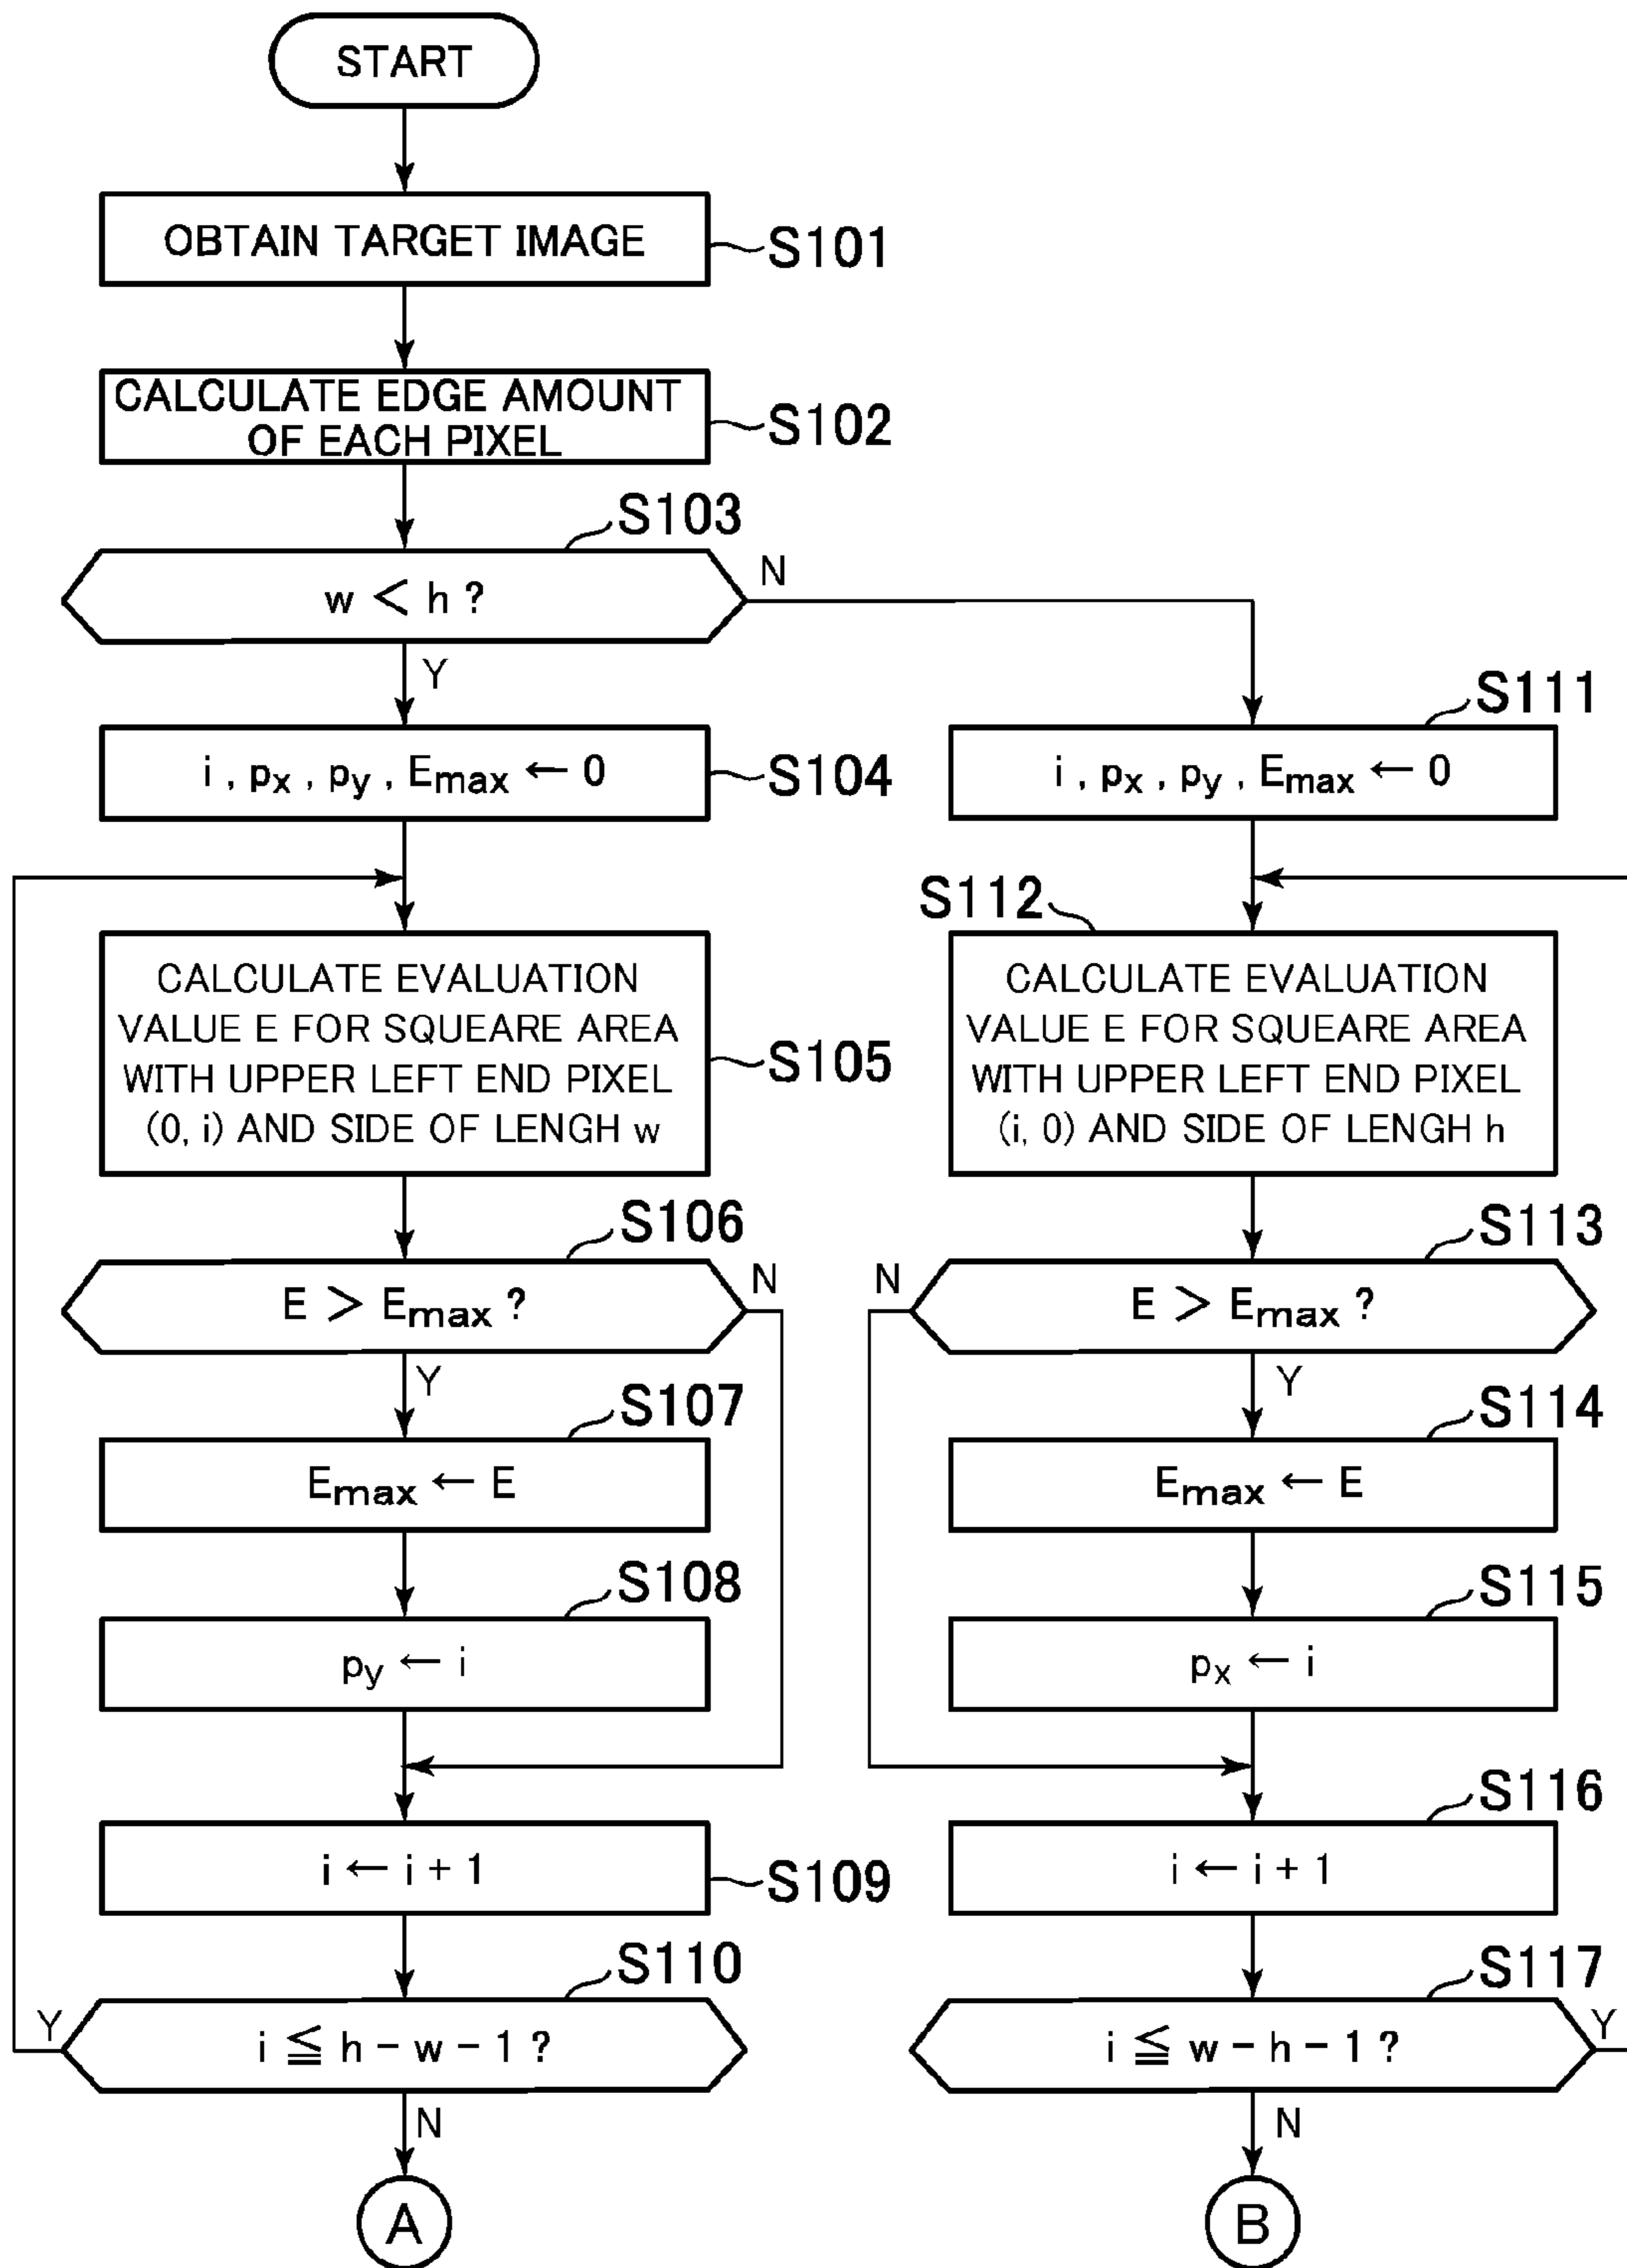 START
OBTAIN TARGET IMAGE
S101
CALCULATE EDGE AMOUNT
OF EACH PIXEL
S102
S103
w < h ?
N
Y
i , px , py , Emax ← 0
S104
CALCULATE EVALUATION
VALUE E FOR SQUEARE AREA
WITH UPPER LEFT END PIXEL
(0, i) AND SIDE OF LENGH w
S105
S106
E > Emax ?
N
Y
S107
Emax ← E
S108
py ← i
i ← i + 1
S109
S110
Y
i ≦ h - w - 1 ?
N
A
S111
i , px , py , Emax ← 0
S112
CALCULATE EVALUATION
VALUE E FOR SQUEARE AREA
WITH UPPER LEFT END PIXEL
(i, 0) AND SIDE OF LENGH h
S113
N
E > Emax ?
Y
S114
Emax ← E
S115
px ← i
S116
i ← i + 1
S117
i ≦ w - h - 1 ?
Y
N
B